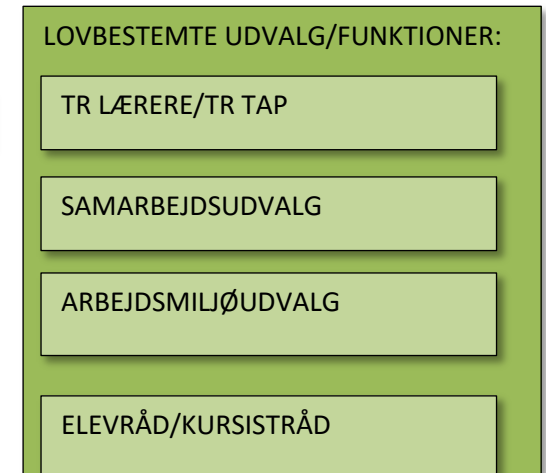 LOVBESTEMTE UDVALG/FUNKTIONER:
TR LÆRERE/TR TAP
SAMARBEJDSUDVALG
ARBEJDSMILJØUDVALG
ELEVRÅD/KURSISTRÅD